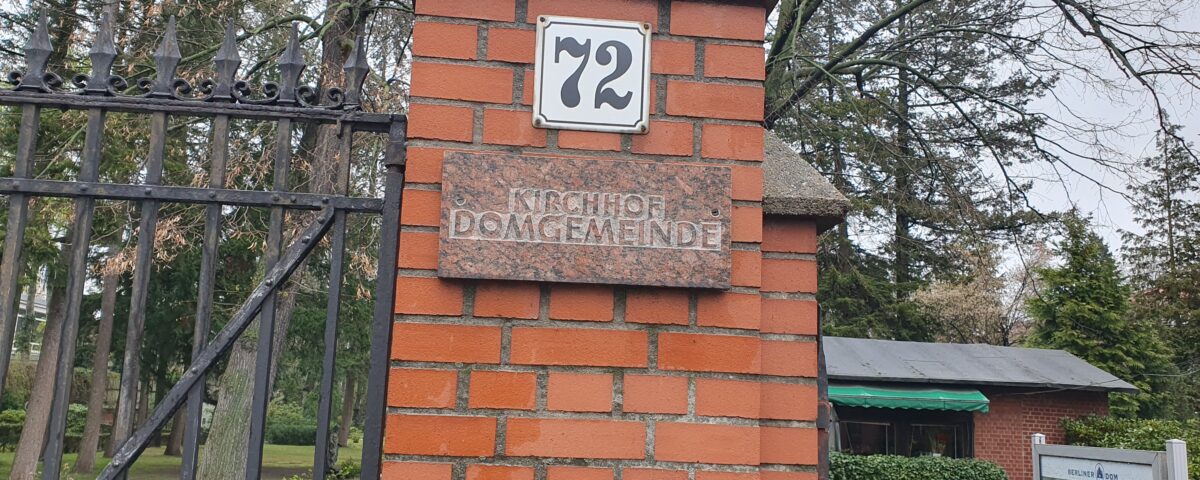 72
KIRCHHOF
DOMGEMEINDE
BERLINER DOM